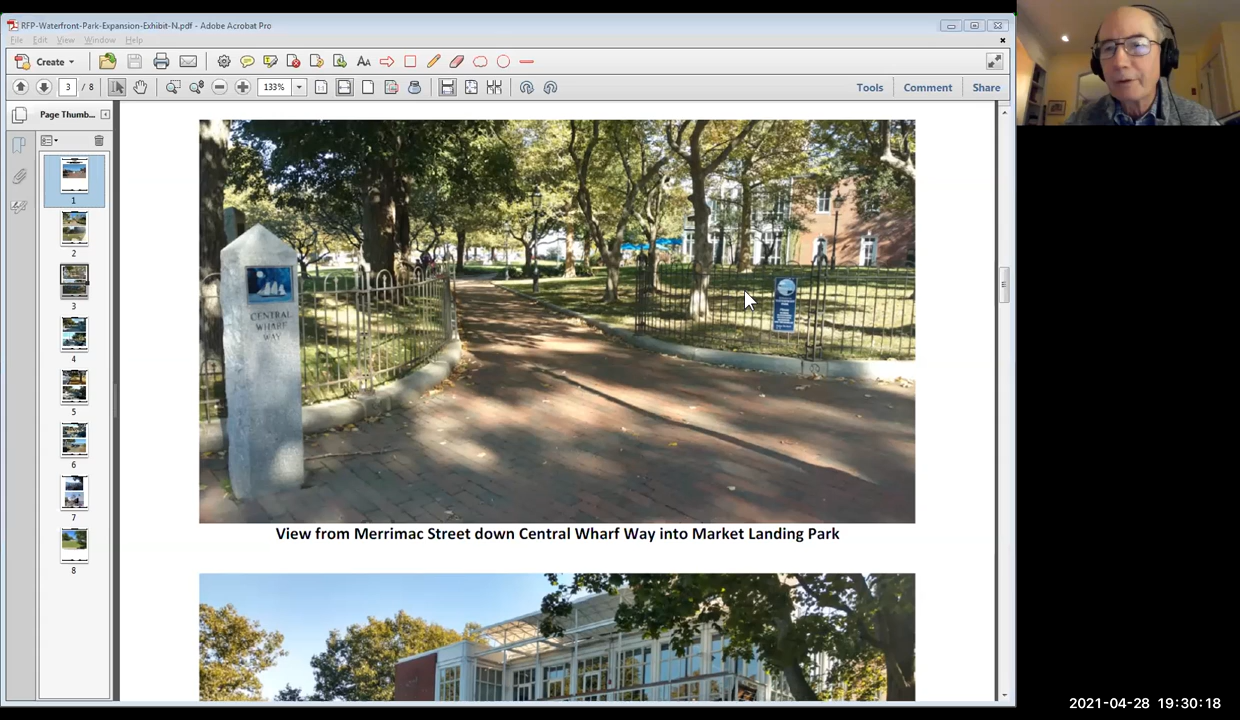 RFP-Waterfront-Park-Expansion-Exhibit-N.pdf - Adobe Acrobat Pro
File Edit View Window Help
Create
3 / 8 133% Tools Comment Share
Page Thumb...
1
2
3
4
5
6
7
8
CENTRAL
WHARF
WAY
View from Merrimac Street down Central Wharf Way into Market Landing Park
2021-04-28 19:30:18